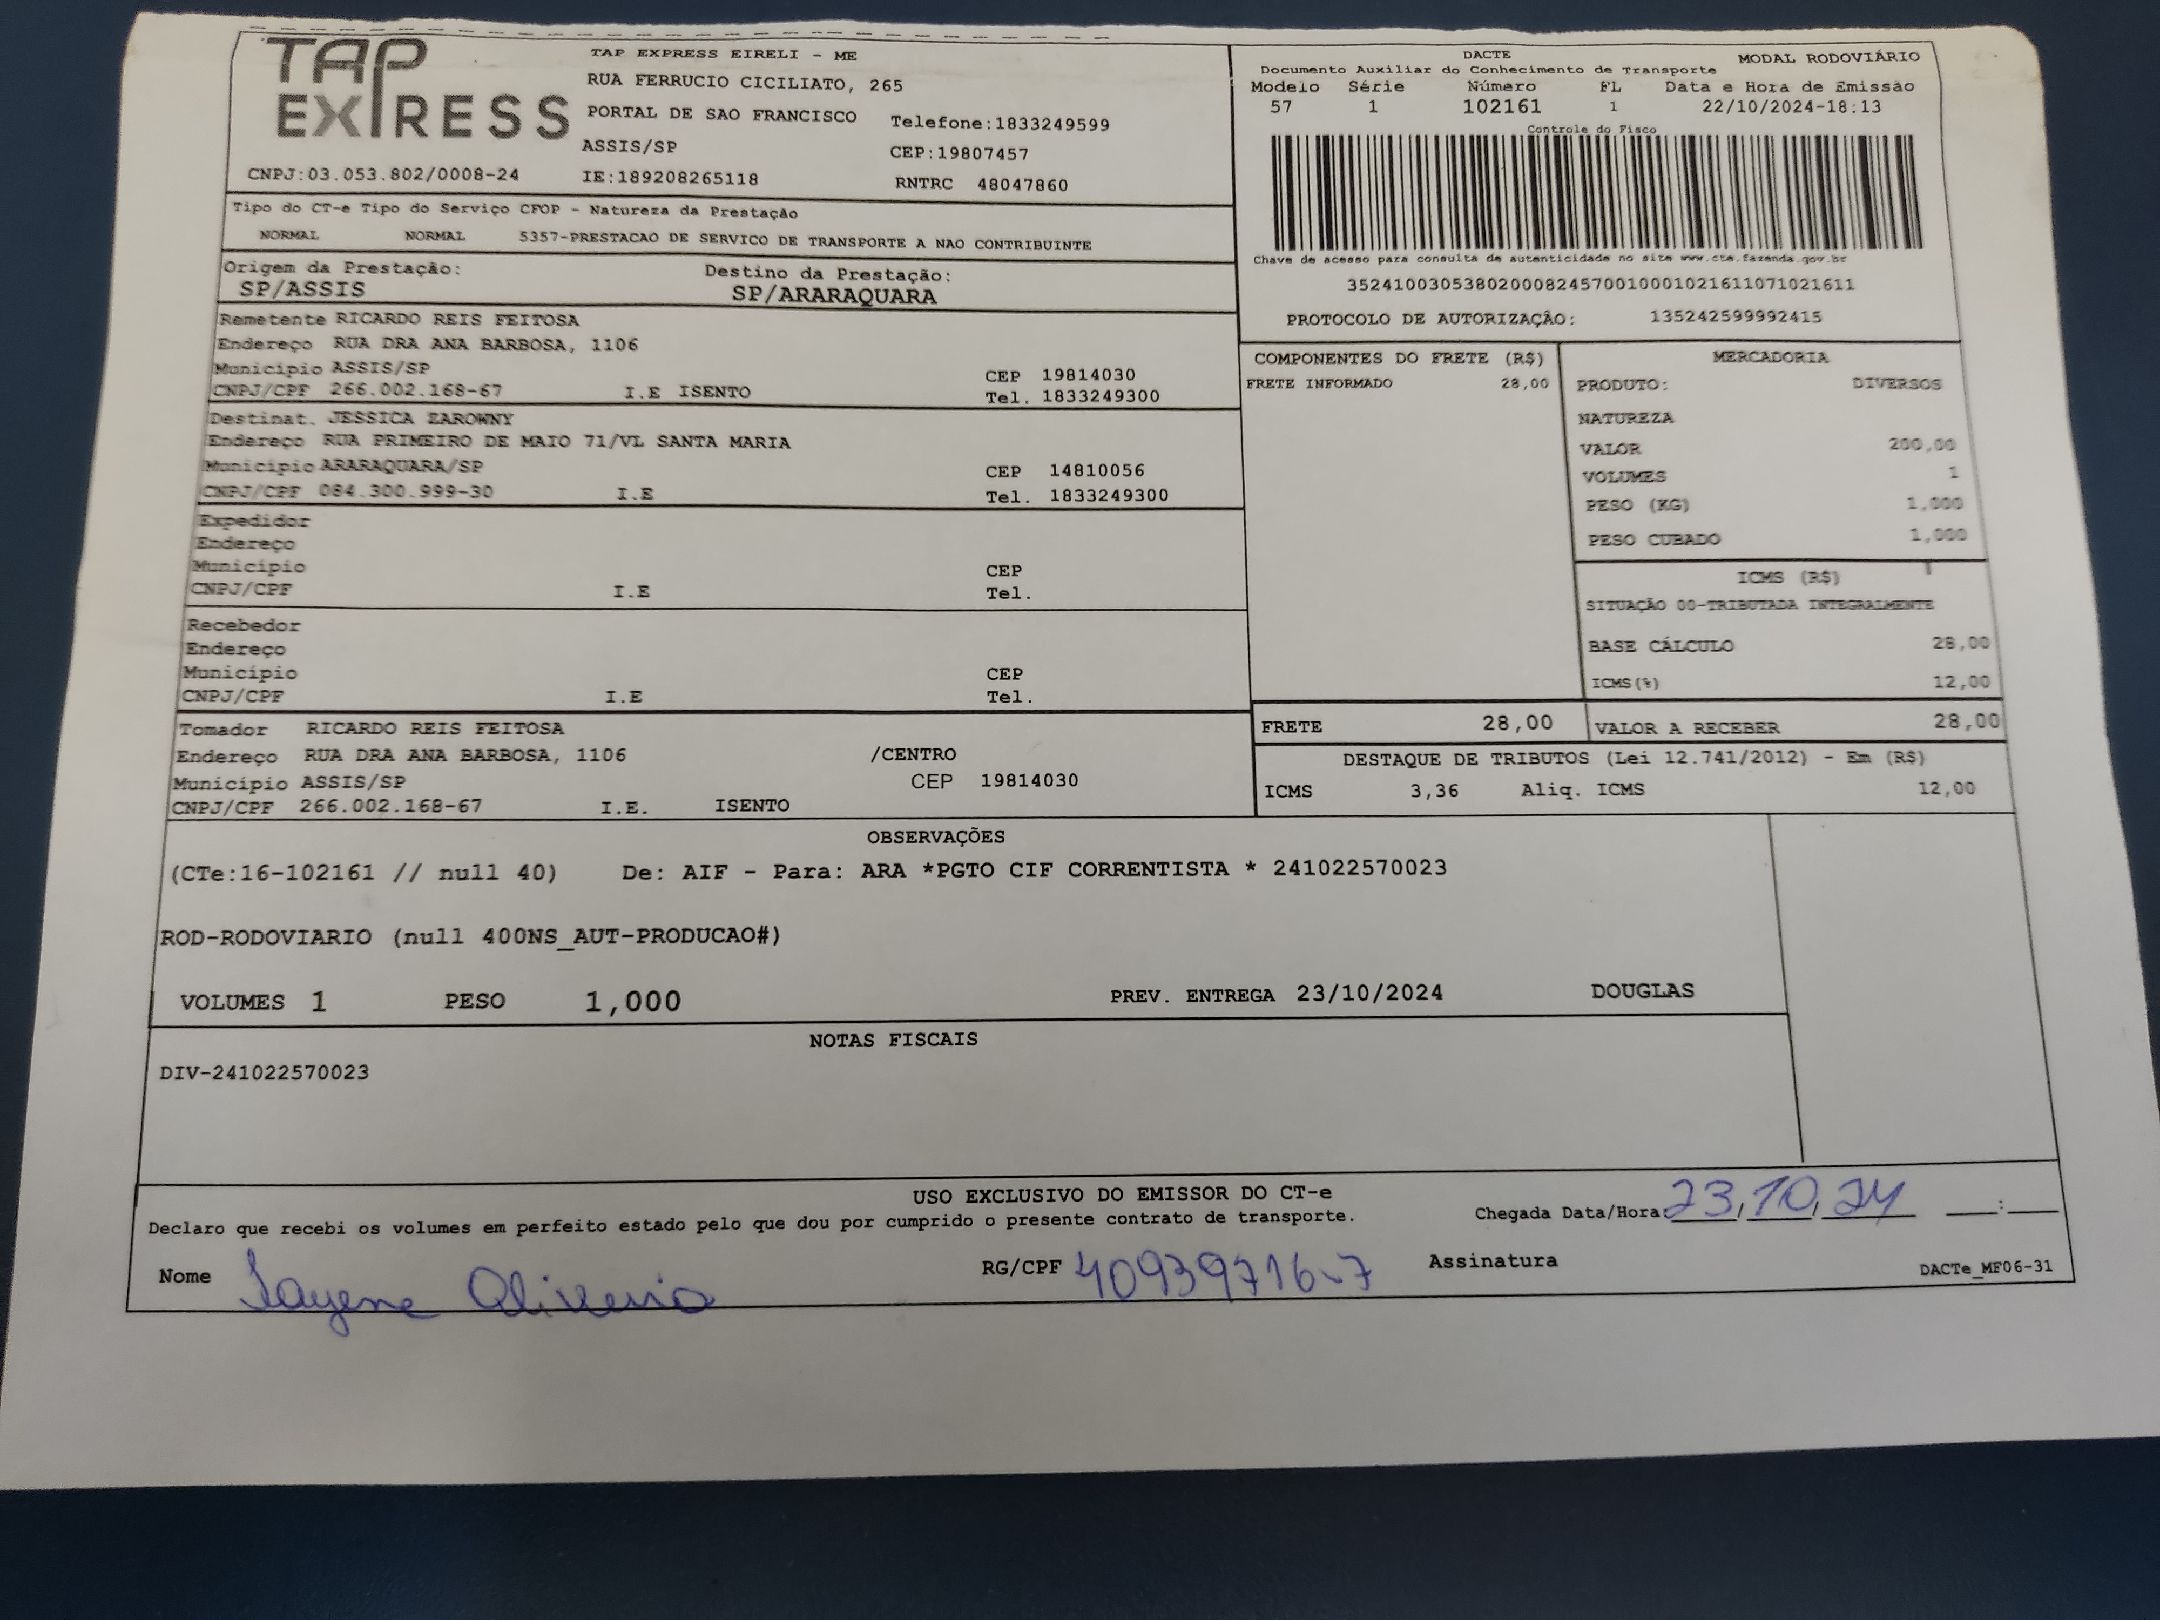 TAP EXPRESS
TAP EXPRESS EIRELI - ME
RUA FERRUCIO CICILIATO, 265
PORTAL DE SAO FRANCISCO Telefone:1833249599
ASSIS/SP CEP:19807457
CNPJ:03.053.802/0008-24 IE:189208265118 RNTRC 48047860
DACTE MODAL RODOVIÁRIO
Documento Auxiliar do Conhecimento de Transporte
Modelo Série Número FL Data e Hora de Emissão
57 1 102161 1 22/10/2024-18:13
Controle do Fisco
Chave de acesso para consulta de autenticidade no site www.cte.fazenda.gov.br
35241003053802000824570010001021611071021611
PROTOCOLO DE AUTORIZAÇÃO: 135242599992415
Tipo do CT-e Tipo do Serviço CFOP - Natureza da Prestação
NORMAL NORMAL 5357-PRESTACAO DE SERVICO DE TRANSPORTE A NAO CONTRIBUINTE
Origem da Prestação: Destino da Prestação:
SP/ASSIS SP/ARARAQUARA
Remetente RICARDO REIS FEITOSA
Endereço RUA DRA ANA BARBOSA, 1106
Município ASSIS/SP CEP 19814030
CNPJ/CPF 266.002.168-67 I.E ISENTO Tel. 1833249300
Destinat. JESSICA ZAROWNY
Endereço RUA PRIMEIRO DE MAIO 71/VL SANTA MARIA
Município ARARAQUARA/SP CEP 14810056
CNPJ/CPF 084.300.999-30 I.E Tel. 1833249300
Expedidor
Endereço
Município CEP
CNPJ/CPF I.E Tel.
Recebedor
Endereço
Município CEP
CNPJ/CPF I.E Tel.
Tomador RICARDO REIS FEITOSA
Endereço RUA DRA ANA BARBOSA, 1106 /CENTRO
Município ASSIS/SP CEP 19814030
CNPJ/CPF 266.002.168-67 I.E. ISENTO
COMPONENTES DO FRETE (R$)
FRETE INFORMADO 28,00
MERCADORIA
PRODUTO: DIVERSOS
NATUREZA
VALOR 200,00
VOLUMES 1
PESO (KG) 1,000
PESO CUBADO 1,000
ICMS (R$)
SITUAÇÃO 00-TRIBUTADA INTEGRALMENTE
BASE CÁLCULO 28,00
ICMS(%) 12,00
FRETE 28,00 VALOR A RECEBER 28,00
DESTAQUE DE TRIBUTOS (Lei 12.741/2012) - Em (R$)
ICMS 3,36 Aliq. ICMS 12,00
OBSERVAÇÕES
(CTe:16-102161 // null 40) De: AIF - Para: ARA *PGTO CIF CORRENTISTA * 241022570023
ROD-RODOVIARIO (null 400NS_AUT-PRODUCAO#)
VOLUMES 1 PESO 1,000 PREV. ENTREGA 23/10/2024 DOUGLAS
NOTAS FISCAIS
DIV-241022570023
USO EXCLUSIVO DO EMISSOR DO CT-e
Declaro que recebi os volumes em perfeito estado pelo que dou por cumprido o presente contrato de transporte. Chegada Data/Hora: 23/10/24 __:__
Nome Tayene Oliveira RG/CPF 40939716-7 Assinatura
DACTe_MF06-31